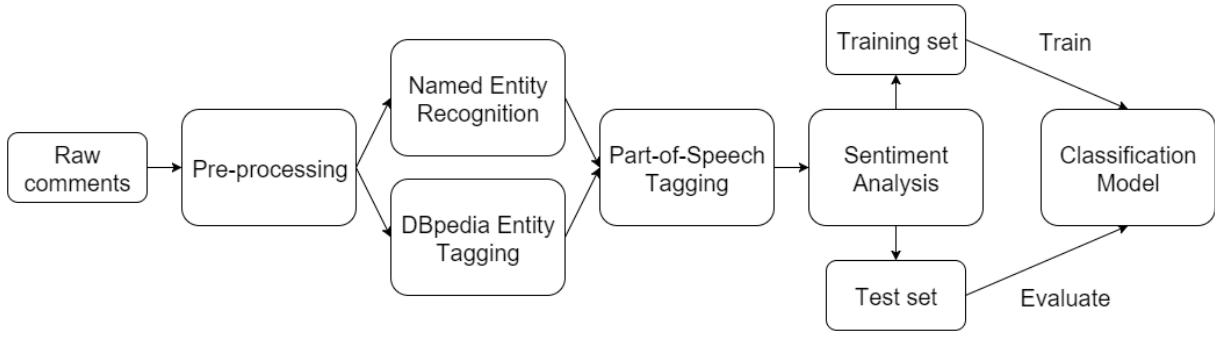 Raw
comments
Pre-processing
Named Entity
Recognition
DBpedia Entity
Tagging
Part-of-Speech
Tagging
Sentiment
Analysis
Training set
Train
Test set
Evaluate
Classification
Model